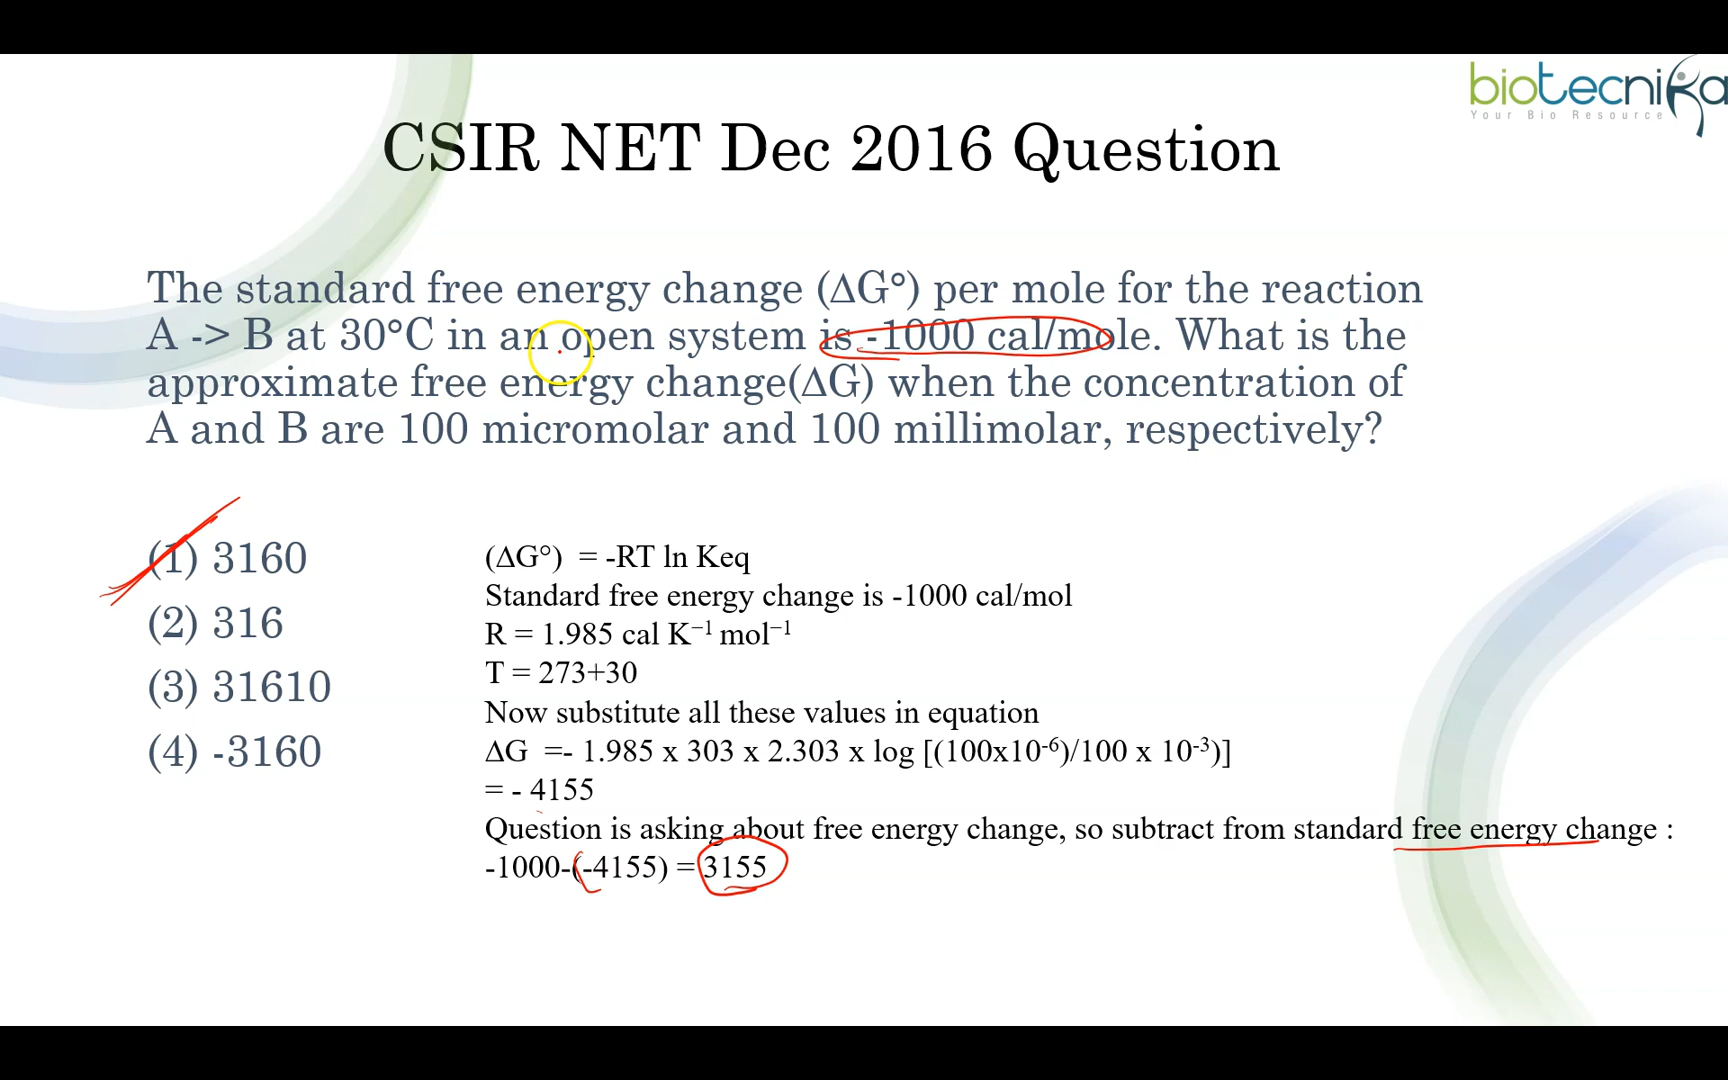 biotecnika
Your Bio Resource
CSIR NET Dec 2016 Question
The standard free energy change (ΔG°) per mole for the reaction
A -> B at 30°C in an open system is -1000 cal/mole. What is the
approximate free energy change(ΔG) when the concentration of
A and B are 100 micromolar and 100 millimolar, respectively?
(1) 3160
(2) 316
(3) 31610
(4) -3160
(ΔG°)  = -RT ln Keq
Standard free energy change is -1000 cal/mol
R = 1.985 cal K⁻¹ mol⁻¹
T = 273+30
Now substitute all these values in equation
ΔG  =- 1.985 x 303 x 2.303 x log [(100x10⁻⁶)/100 x 10⁻³)]
= - 4155
Question is asking about free energy change, so subtract from standard free energy change :
-1000-(-4155) = 3155